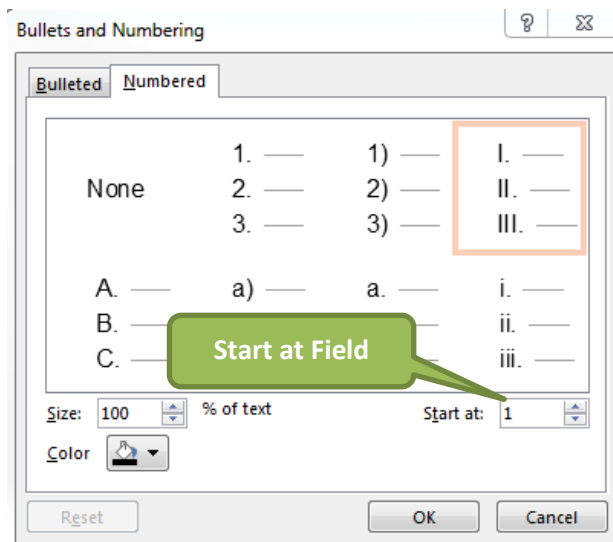 Bullets and Numbering
?
Bulleted Numbered
None
1.
2.
3.
1)
2)
3)
I.
II.
III.
A.
B.
C.
a)
a.
i.
ii.
iii.
Start at Field
Size: 100 % of text Start at: 1
Color
Reset OK Cancel